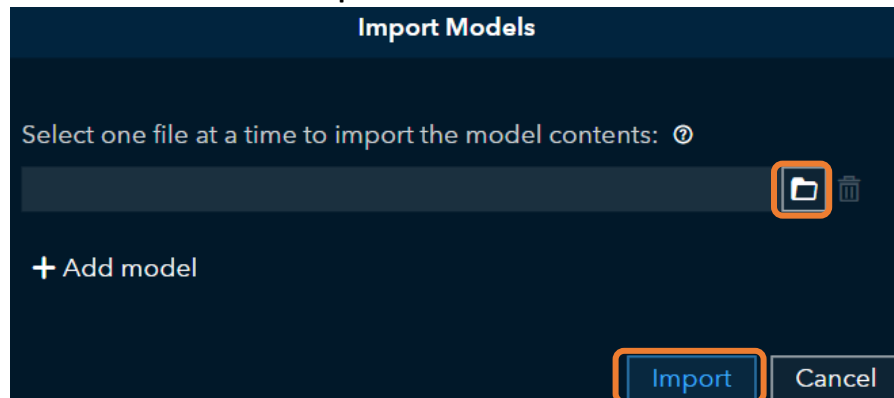 Import Models
Select one file at a time to import the model contents:
+ Add model
Import Cancel